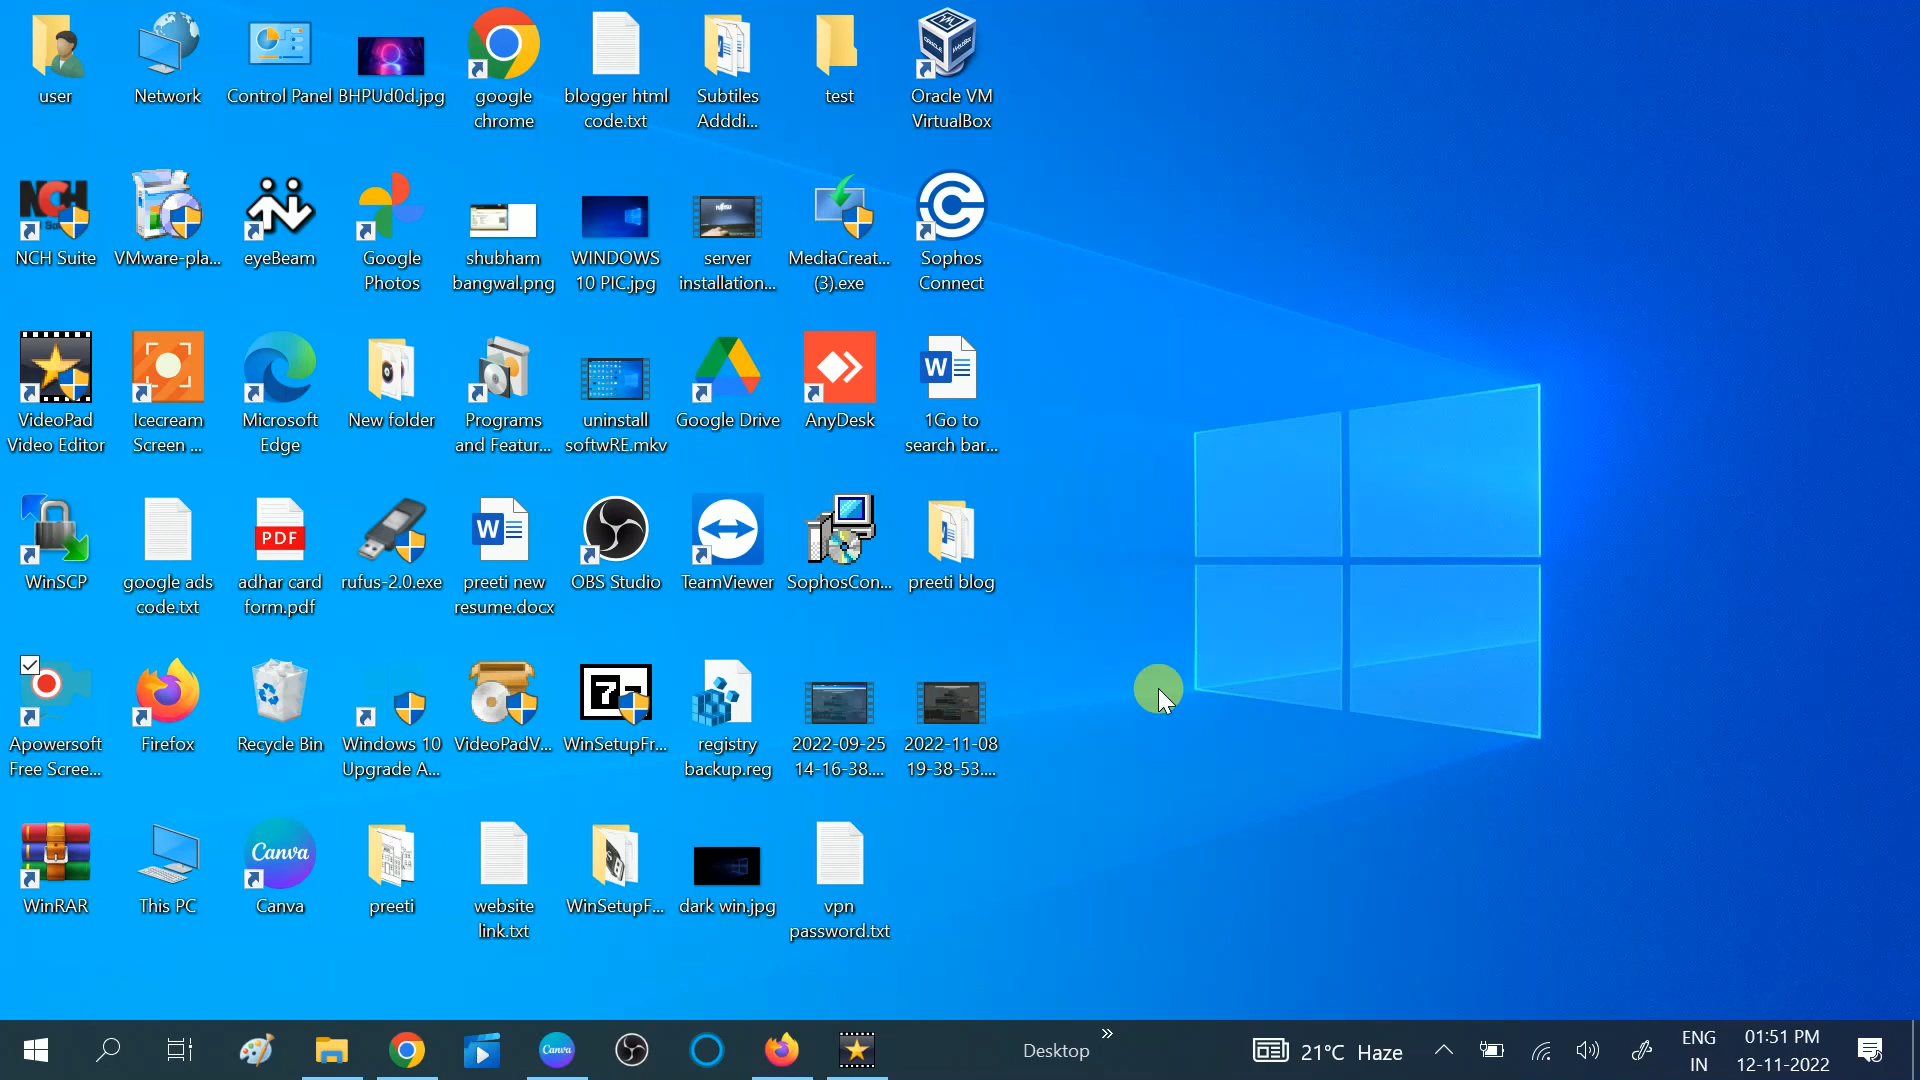 user
Network
Control Panel
BHPUd0d.jpg
google
chrome
blogger html
code.txt
Subtiles
Adddi...
test
Oracle VM
VirtualBox
NCH Suite
VMware-pla...
eyeBeam
Google
Photos
shubham
bangwal.png
WINDOWS
10 PIC.jpg
server
installation...
MediaCreat...
(3).exe
Sophos
Connect
VideoPad
Video Editor
Icecream
Screen ...
Microsoft
Edge
New folder
Programs
and Featur...
uninstall
softwRE.mkv
Google Drive
AnyDesk
1Go to
search bar...
WinSCP
google ads
code.txt
PDF
adhar card
form.pdf
rufus-2.0.exe
preeti new
resume.docx
OBS Studio
TeamViewer
SophosCon...
preeti blog
Apowersoft
Free Scree...
Firefox
Recycle Bin
Windows 10
Upgrade A...
VideoPadV...
WinSetupFr...
registry
backup.reg
2022-09-25
14-16-38....
2022-11-08
19-38-53....
WinRAR
This PC
Canva
Canva
preeti
website
link.txt
WinSetupF...
dark win.jpg
vpn
password.txt
Canva
Desktop
21°C Haze
ENG
IN
01:51 PM
12-11-2022